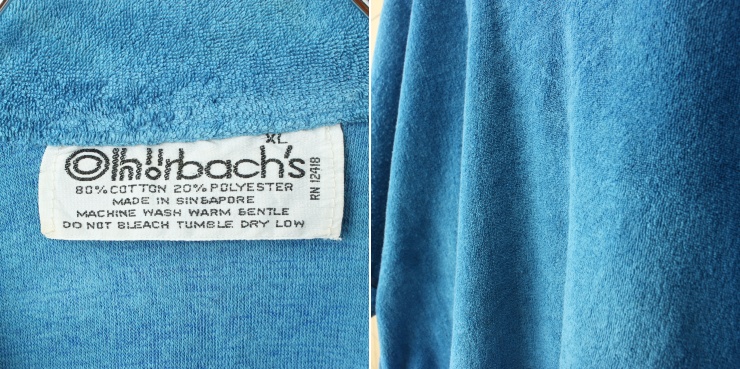 XL
Ohrbach's
80% COTTON 20% POLYESTER
MADE IN SINGAPORE
MACHINE WASH WARM GENTLE
DO NOT BLEACH TUMBLE DRY LOW
RN 12418